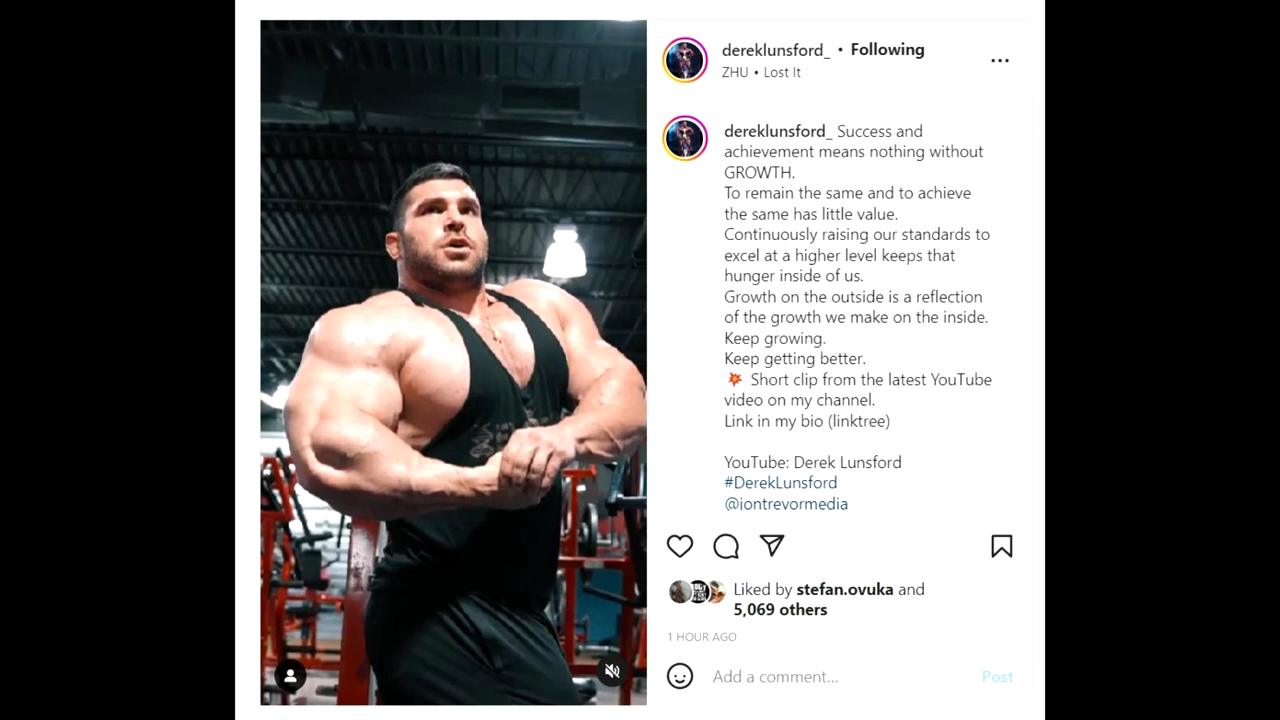 dereklunsford_ • Following
ZHU • Lost It
dereklunsford_ Success and
achievement means nothing without
GROWTH.
To remain the same and to achieve
the same has little value.
Continuously raising our standards to
excel at a higher level keeps that
hunger inside of us.
Growth on the outside is a reflection
of the growth we make on the inside.
Keep growing.
Keep getting better.
💥 Short clip from the latest YouTube
video on my channel.
Link in my bio (linktree)
YouTube: Derek Lunsford
#DerekLunsford
@iontrevormedia
Liked by stefan.ovuka and
5,069 others
1 HOUR AGO
Add a comment...
Post